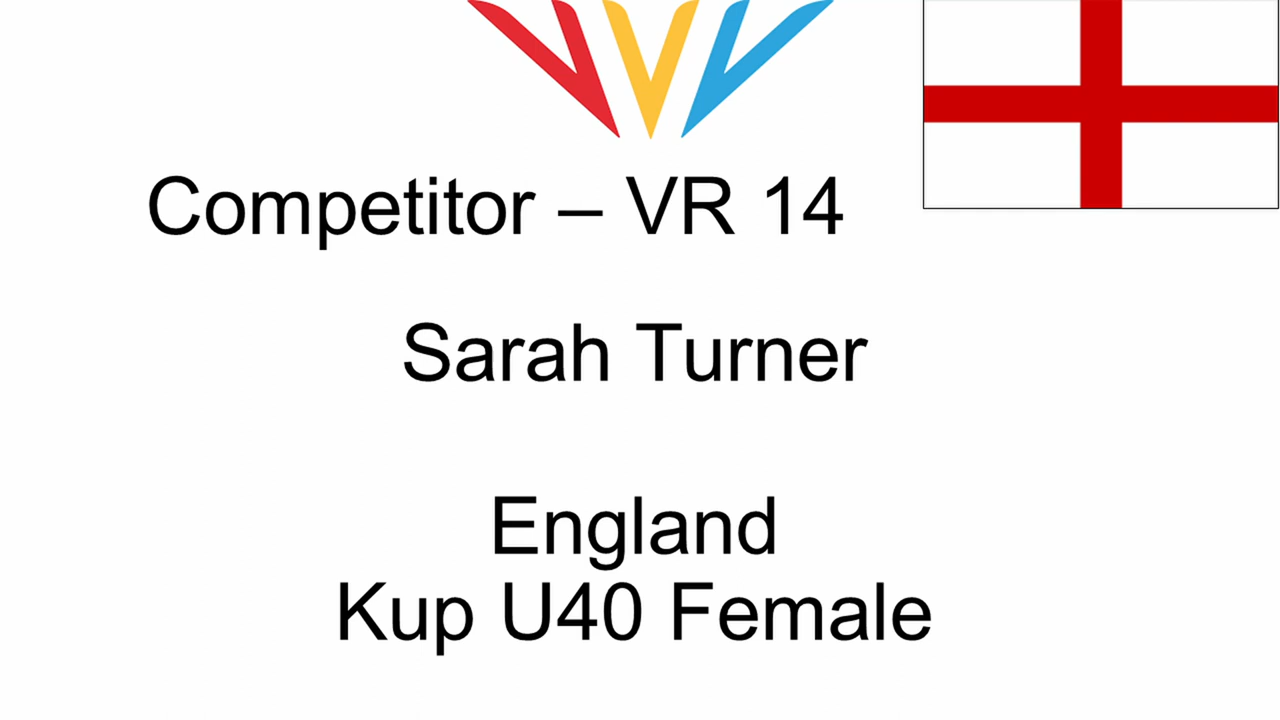 Competitor – VR 14
Sarah Turner
England
Kup U40 Female